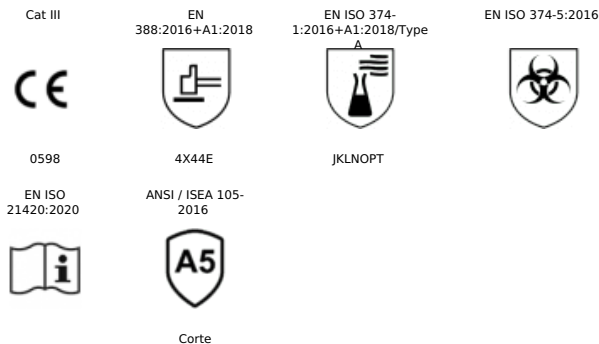 Cat III
EN
388:2016+A1:2018
EN ISO 374-
1:2016+A1:2018/Type
A
EN ISO 374-5:2016
CE
0598
4X44E
JKLNOPT
EN ISO
21420:2020
ANSI / ISEA 105-
2016
i
A5
Corte